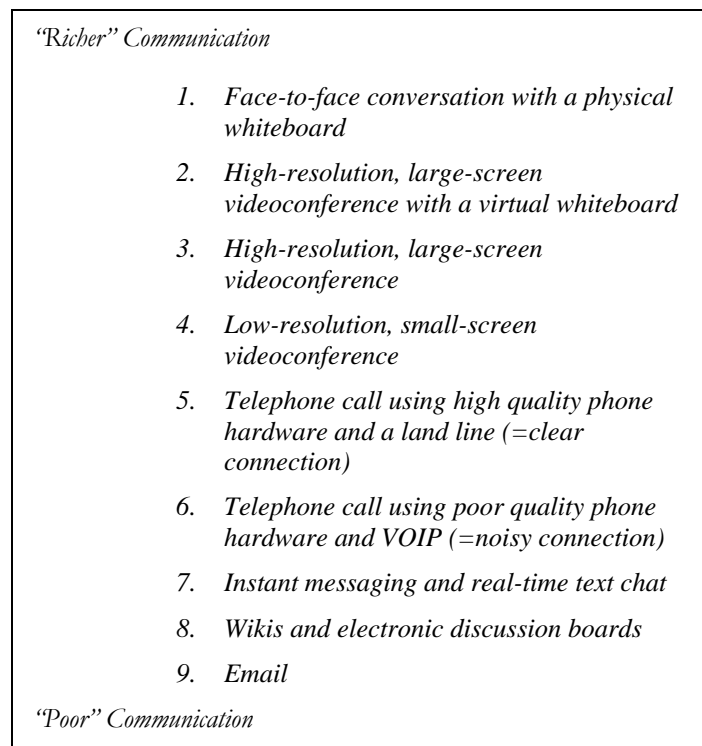 “Richer” Communication
1. Face-to-face conversation with a physical
whiteboard
2. High-resolution, large-screen
videoconference with a virtual whiteboard
3. High-resolution, large-screen
videoconference
4. Low-resolution, small-screen
videoconference
5. Telephone call using high quality phone
hardware and a land line (=clear
connection)
6. Telephone call using poor quality phone
hardware and VOIP (=noisy connection)
7. Instant messaging and real-time text chat
8. Wikis and electronic discussion boards
9. Email
“Poor” Communication